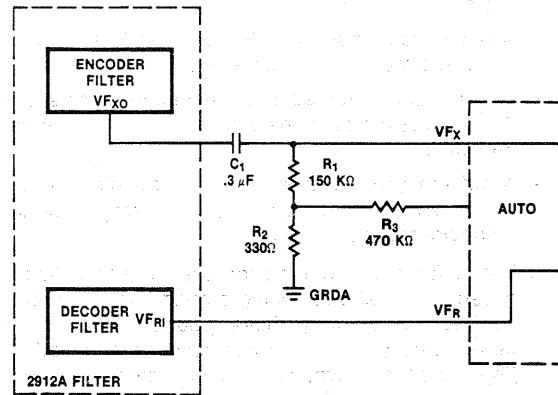 ENCODER
FILTER
VFXO
C1
.3 μF
VFX
R1
150 KΩ
R2
330Ω
R3
470 KΩ
AUTO
GRDA
DECODER
FILTER
VFRI
VFR
2912A FILTER